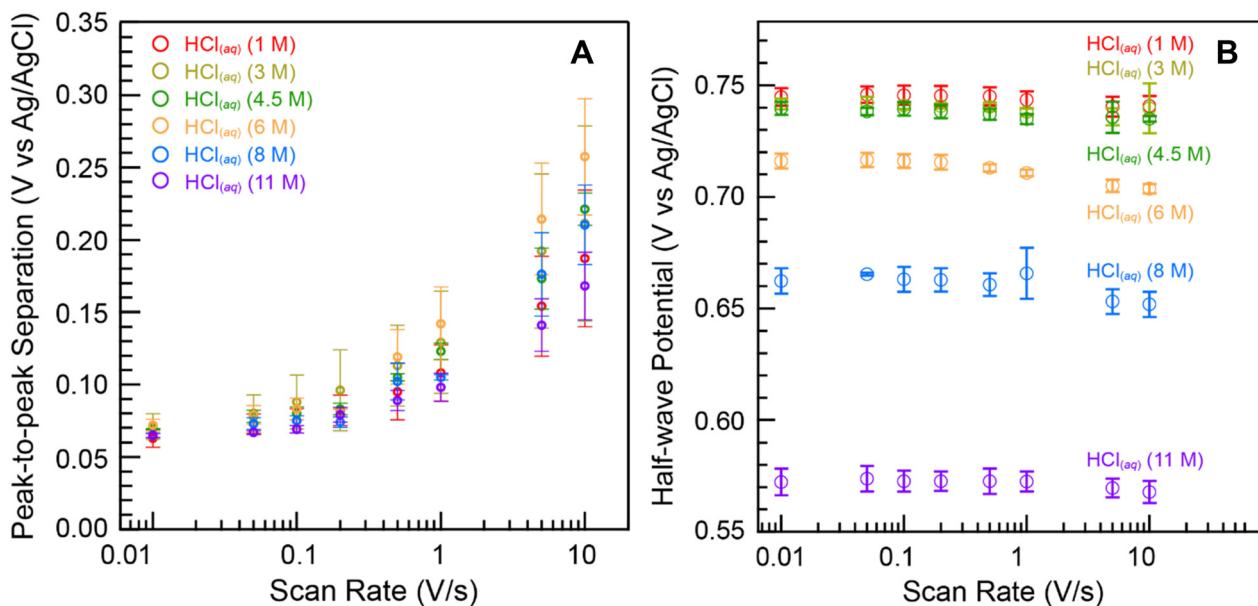 A
Peak-to-peak Separation (V vs Ag/AgCl)
0.35
0.30
0.25
0.20
0.15
0.10
0.05
0.00
HCl(aq) (1 M)
HCl(aq) (3 M)
HCl(aq) (4.5 M)
HCl(aq) (6 M)
HCl(aq) (8 M)
HCl(aq) (11 M)
0.01
0.1
1
10
Scan Rate (V/s)
B
Half-wave Potential (V vs Ag/AgCl)
0.75
0.70
0.65
0.60
0.55
HCl(aq) (1 M)
HCl(aq) (3 M)
HCl(aq) (4.5 M)
HCl(aq) (6 M)
HCl(aq) (8 M)
HCl(aq) (11 M)
0.01
0.1
1
10
Scan Rate (V/s)